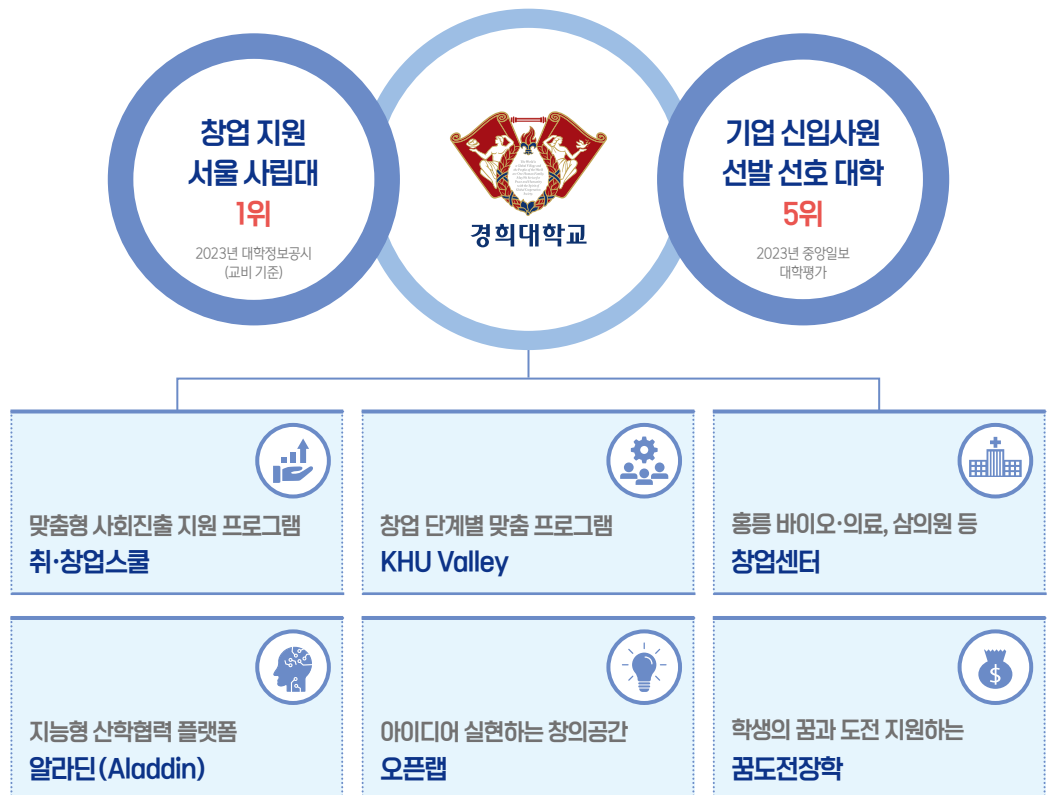 창업 지원
서울 사립대
1위
2023년 대학정보공시
(교비 기준)
경희대학교
기업 신입사원
선발 선호 대학
5위
2023년 중앙일보
대학평가
맞춤형 사회진출 지원 프로그램
취·창업스쿨
창업 단계별 맞춤 프로그램
KHU Valley
홍릉 바이오·의료, 삼의원 등
창업센터
지능형 산학협력 플랫폼
알라딘(Aladdin)
아이디어 실현하는 창의공간
오픈랩
학생의 꿈과 도전 지원하는
꿈도전장학